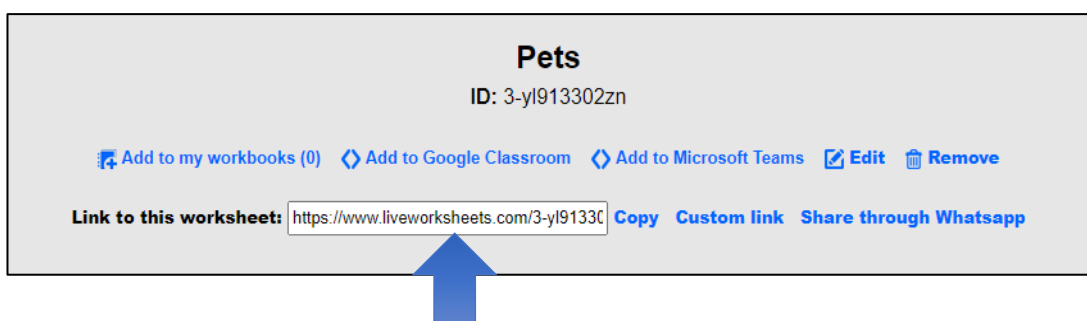 Pets
ID: 3-yl913302zn
Add to my workbooks (0) Add to Google Classroom Add to Microsoft Teams Edit Remove
Link to this worksheet: https://www.liveworksheets.com/3-yl91330 Copy Custom link Share through Whatsapp